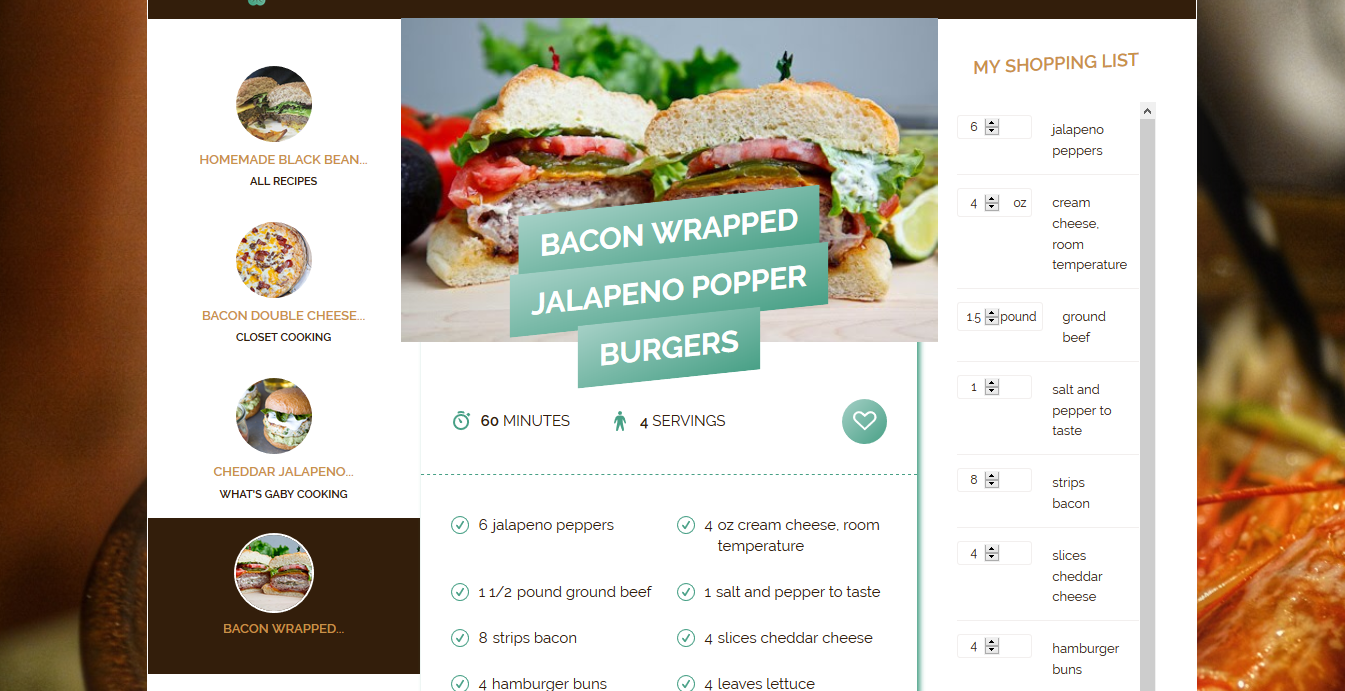 HOMEMADE BLACK BEAN...
ALL RECIPES
BACON DOUBLE CHEESE...
CLOSET COOKING
CHEDDAR JALAPENO...
WHAT'S GABY COOKING
BACON WRAPPED...
BACON WRAPPED
JALAPENO POPPER
BURGERS
60 MINUTES
4 SERVINGS
6 jalapeno peppers
4 oz cream cheese, room
temperature
1 1/2 pound ground beef
1 salt and pepper to taste
8 strips bacon
4 slices cheddar cheese
4 hamburger buns
4 leaves lettuce
MY SHOPPING LIST
6 jalapeno
peppers
4 oz cream
cheese,
room
temperature
1.5 pound ground
beef
1 salt and
pepper to
taste
8 strips
bacon
4 slices
cheddar
cheese
4 hamburger
buns